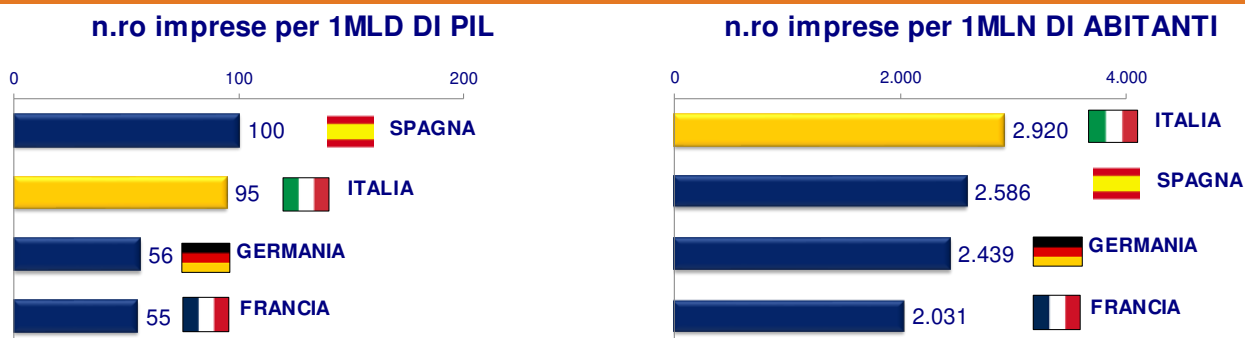 n.ro imprese per 1MLD DI PIL
0 100 200
100 SPAGNA
95 ITALIA
56 GERMANIA
55 FRANCIA
n.ro imprese per 1MLN DI ABITANTI
0 2.000 4.000
2.920 ITALIA
2.586 SPAGNA
2.439 GERMANIA
2.031 FRANCIA